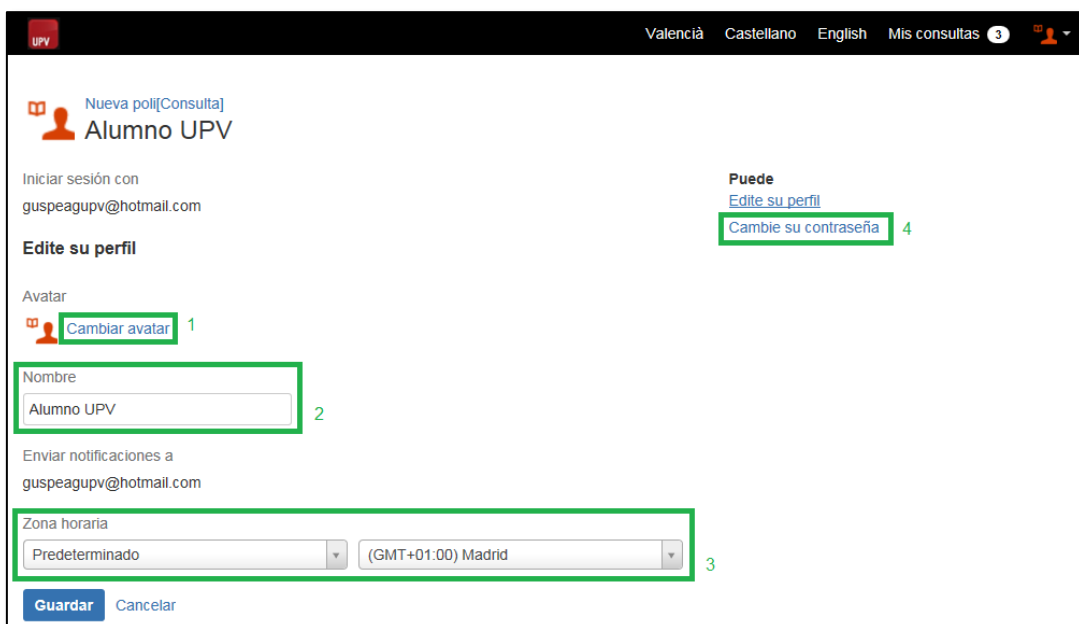 UPV
Valencià Castellano English Mis consultas 3
Nueva poli[Consulta]
Alumno UPV
Iniciar sesión con
guspeagupv@hotmail.com
Edite su perfil
Puede
Edite su perfil
Cambie su contraseña 4
Avatar
Cambiar avatar 1
Nombre
Alumno UPV
2
Enviar notificaciones a
guspeagupv@hotmail.com
Zona horaria
Predeterminado (GMT+01:00) Madrid
3
Guardar Cancelar